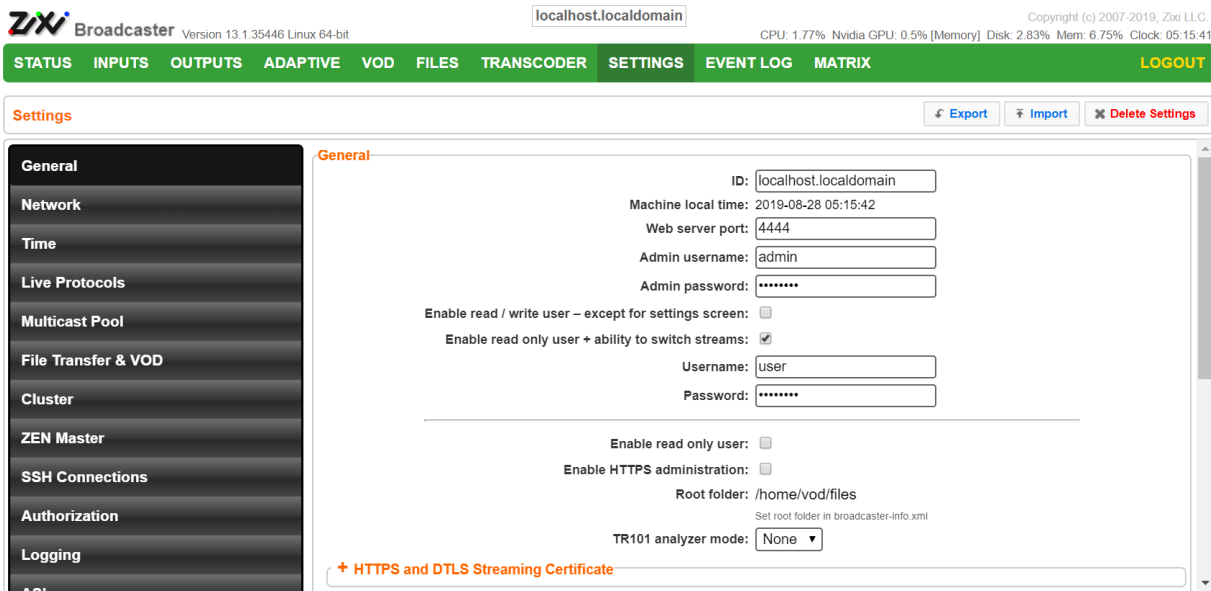 ZiXi Broadcaster Version 13.1.35446 Linux 64-bit
localhost.localdomain
Copyright (c) 2007-2019, Zixi LLC.
CPU: 1.77% Nvidia GPU: 0.5% [Memory] Disk: 2.83% Mem: 6.75% Clock: 05:15:41
STATUS INPUTS OUTPUTS ADAPTIVE VOD FILES TRANSCODER SETTINGS EVENT LOG MATRIX LOGOUT
Settings
Export Import Delete Settings
General
Network
Time
Live Protocols
Multicast Pool
File Transfer & VOD
Cluster
ZEN Master
SSH Connections
Authorization
Logging
General
ID: localhost.localdomain
Machine local time: 2019-08-28 05:15:42
Web server port: 4444
Admin username: admin
Admin password: ••••••••
Enable read / write user – except for settings screen:
Enable read only user + ability to switch streams:
Username: user
Password: ••••••••
Enable read only user:
Enable HTTPS administration:
Root folder: /home/vod/files
Set root folder in broadcaster-info.xml
TR101 analyzer mode: None
+ HTTPS and DTLS Streaming Certificate